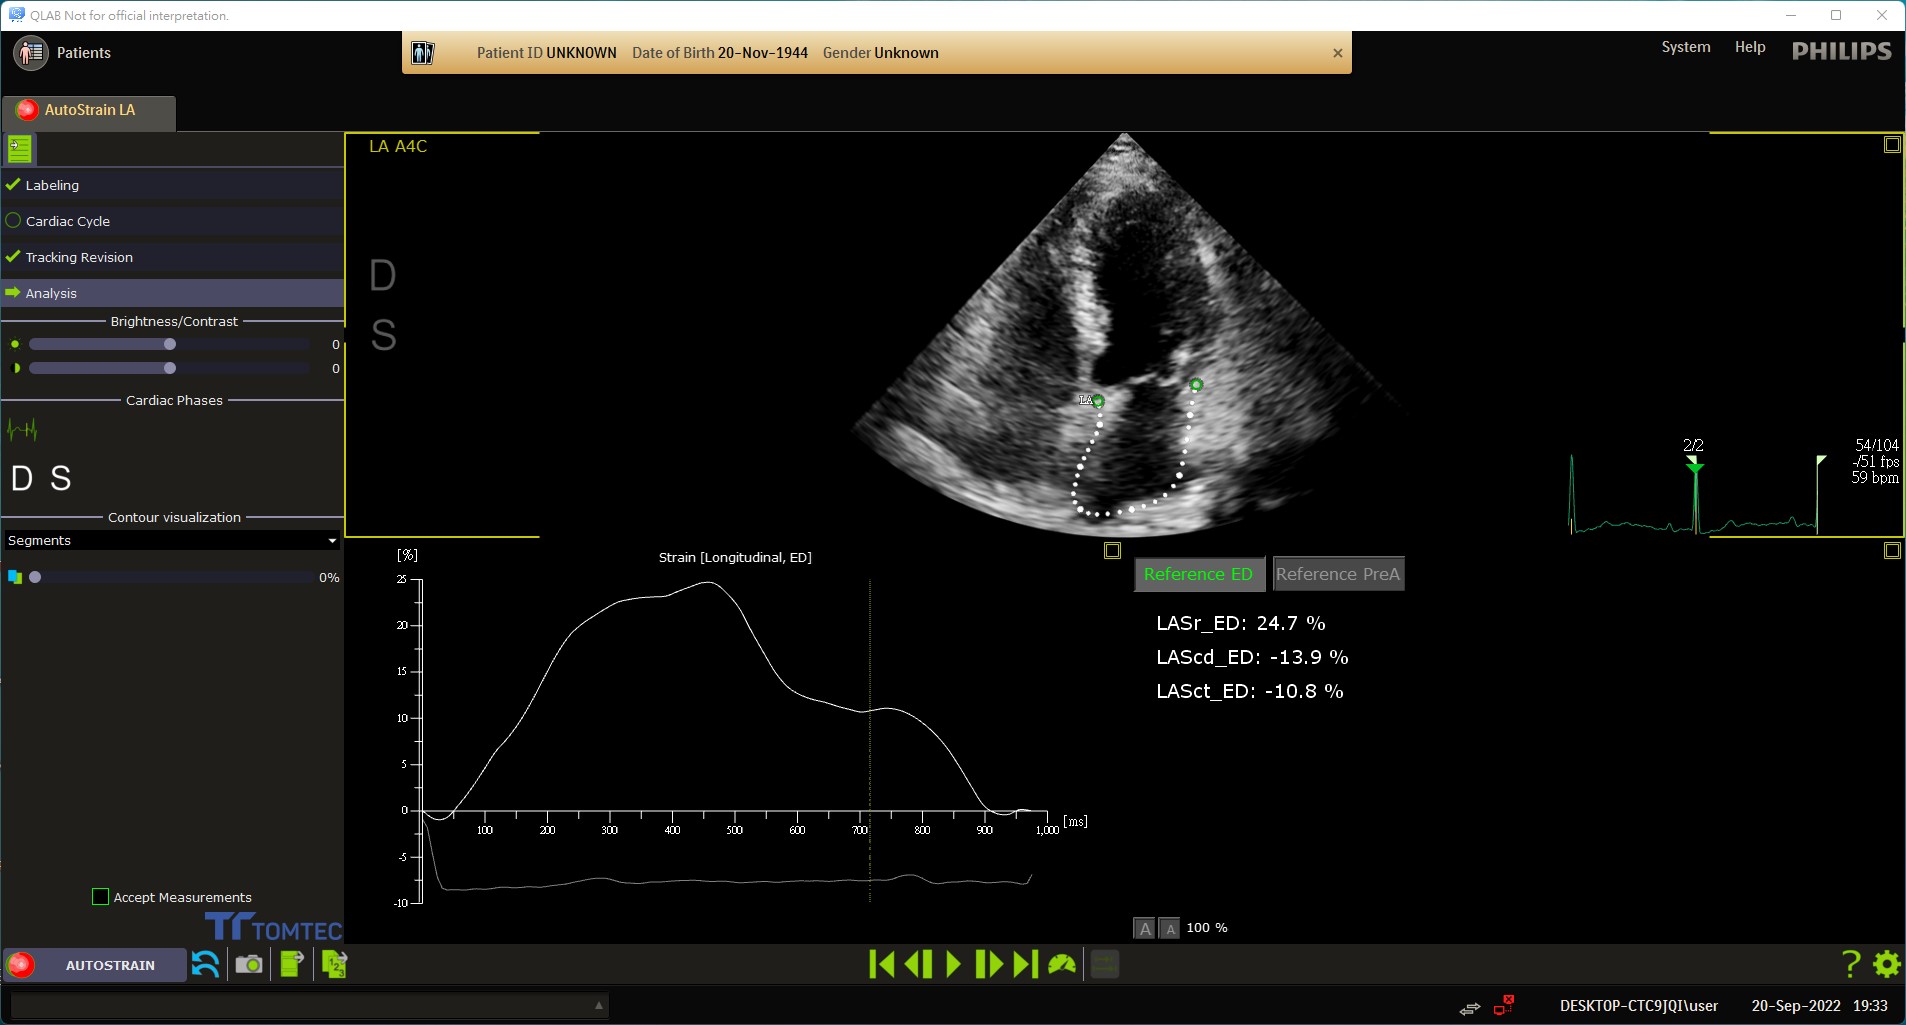 QLAB Not for official interpretation.
Patients
Patient ID UNKNOWN Date of Birth 20-Nov-1944 Gender Unknown
System Help PHILIPS
AutoStrain LA
Labeling
Cardiac Cycle
Tracking Revision
Analysis
Brightness/Contrast
0
0
Cardiac Phases
D S
Contour visualization
Segments
0%
Accept Measurements
TOMTEC
LA A4C
D
S
LA
2/2
54/104
-/51 fps
59 bpm
[%]
Strain [Longitudinal, ED]
25
20
15
10
5
0
-5
-10
100 200 300 400 500 600 700 800 900 1,000 [ms]
Reference ED Reference PreA
LASr_ED: 24.7 %
LAScd_ED: -13.9 %
LASct_ED: -10.8 %
A A 100 %
AUTOSTRAIN
123
?
DESKTOP-CTC9JQI\user 20-Sep-2022 19:33